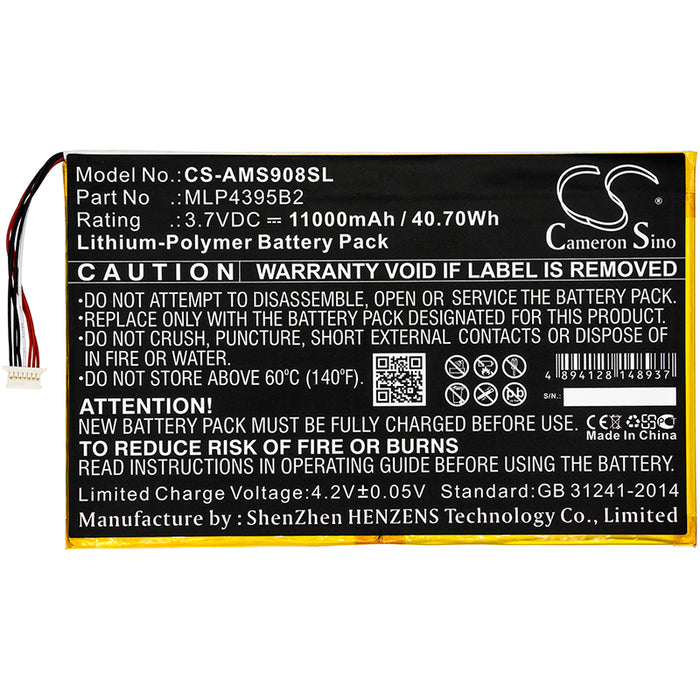 Model No.: CS-AMS908SL
Part No .: MLP4395B2
Rating .: 3.7VDC ⎓ 11000mAh / 40.70Wh
Lithium-Polymer Battery Pack
CS
Cameron Sino
CAUTION WARRANTY VOID IF LABEL IS REMOVED
•DO NOT ATTEMPT TO DISASSEMBLE, OPEN OR SERVICE THE BATTERY PACK.
•REPLACE ONLY WITH THE BATTERY PACK DESIGNATED FOR THIS PRODUCT.
•DO NOT CRUSH, PUNCTURE, SHORT EXTERNAL CONTACTS OR DISPOSE OF
IN FIRE OR WATER.
•DO NOT STORE ABOVE 60°C (140°F).
4 894128 148937
S/N.:
ATTENTION:
NEW BATTERY PACK MUST BE FULLY CHARGED BEFORE USE.
TO REDUCE RISK OF FIRE OR BURNS
READ INSTRUCTIONS IN OPERATING GUIDE BEFORE USE.
CE FC
Made In China
Limited Charge Voltage:4.2V±0.05V Standard:GB 31241-2014
Manufacture by : ShenZhen HENZENS Technology Co., Limited